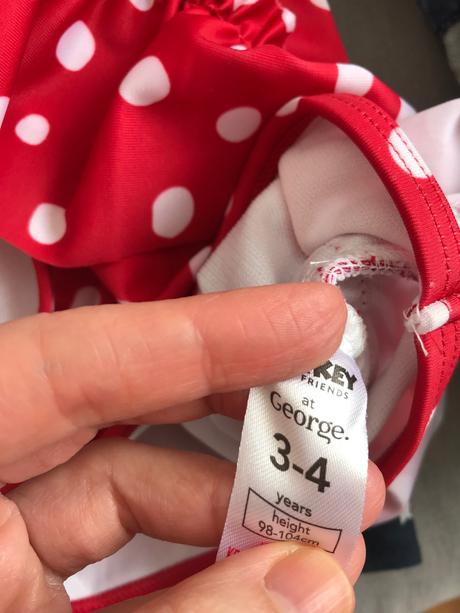 FRIENDS
at
George.
3-4
years
height
98-104cm